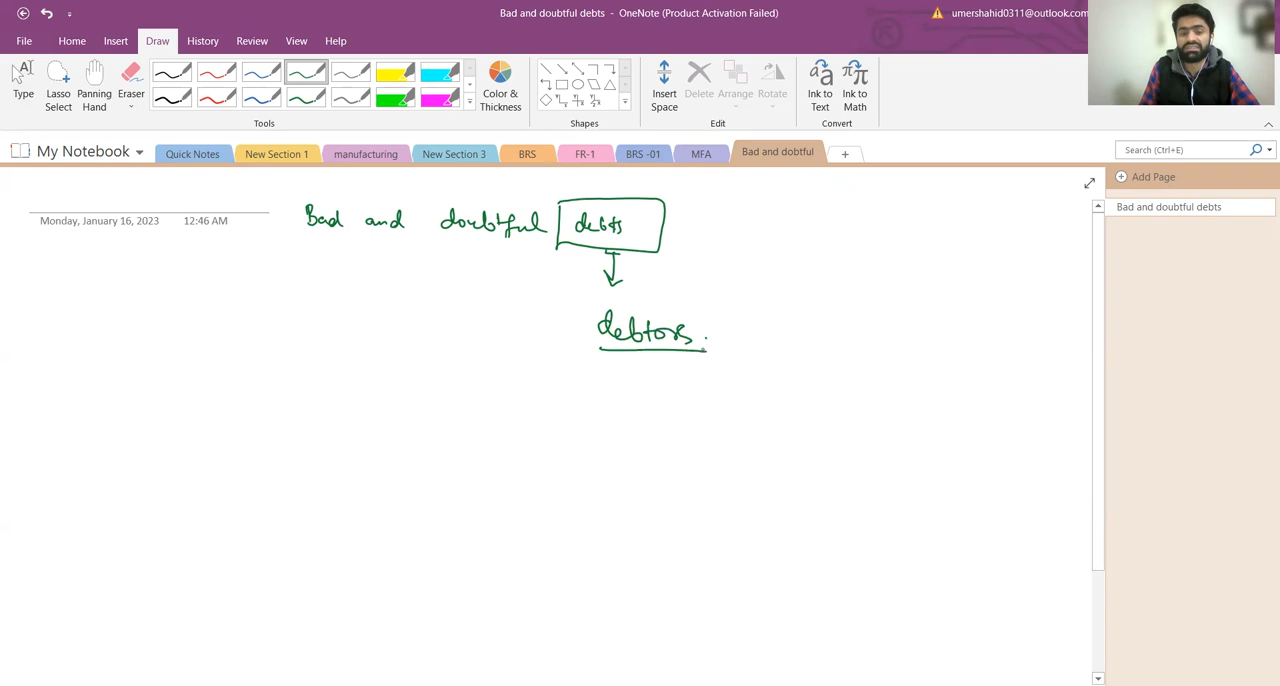 Bad and doubtful debts - OneNote (Product Activation Failed)
umershahid0311@outlook.com
File Home Insert Draw History Review View Help
Type
Lasso Select
Panning Hand
Eraser
Color & Thickness
Insert Space
Delete
Arrange
Rotate
Ink to Text
Ink to Math
Tools
Shapes
Edit
Convert
My Notebook
Quick Notes
New Section 1
manufacturing
New Section 3
BRS
FR-1
BRS -01
MFA
Bad and dobtful
Search (Ctrl+E)
Add Page
Bad and doubtful debts
Monday, January 16, 2023 12:46 AM
Bad and doubtful debts
debtors.